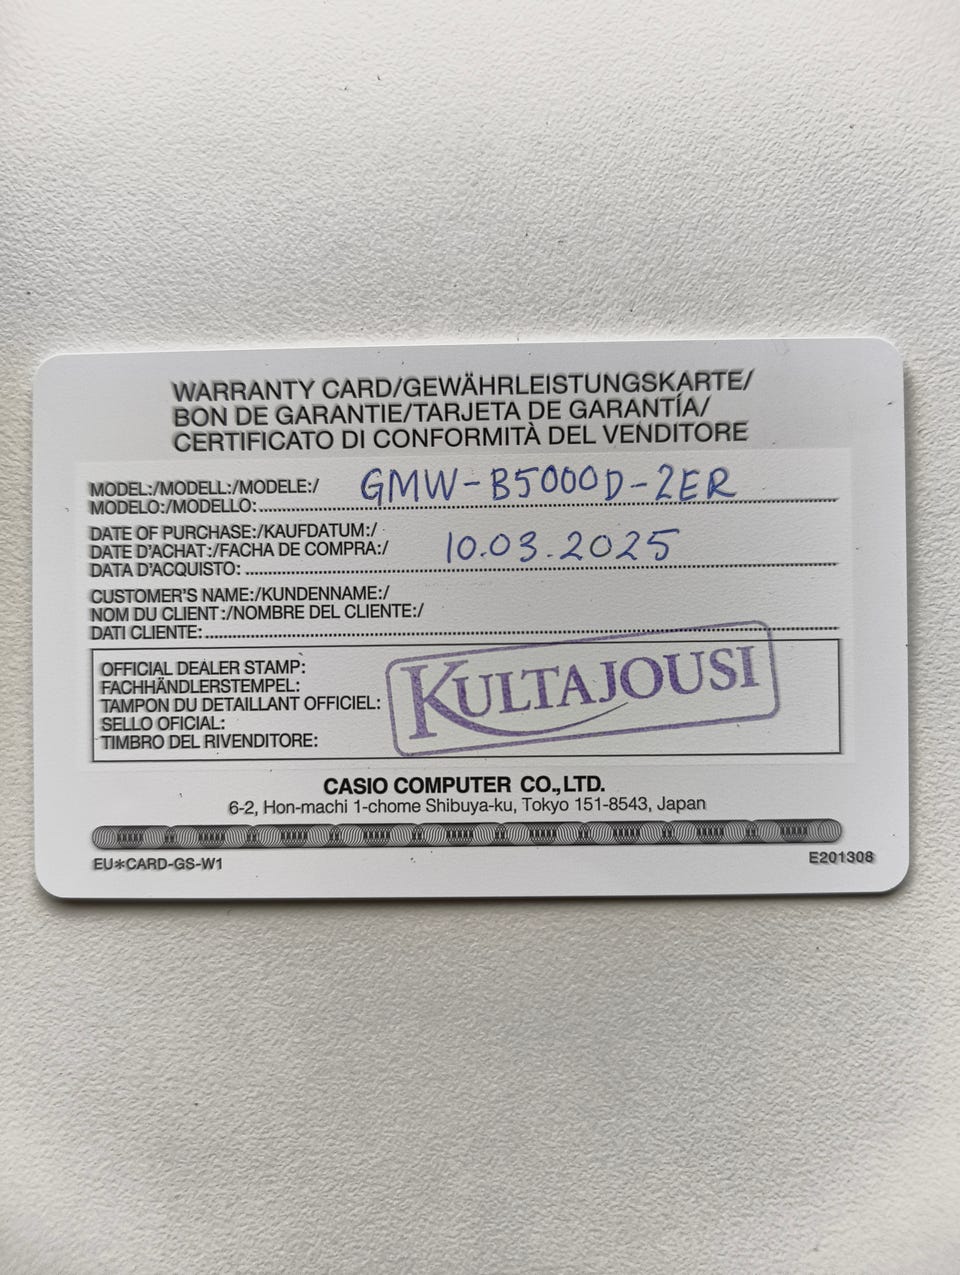 WARRANTY CARD/GEWÄHRLEISTUNGSKARTE/
BON DE GARANTIE/TARJETA DE GARANTÍA/
CERTIFICATO DI CONFORMITÀ DEL VENDITORE
MODEL:/MODELL:/MODELE:/
MODELO:/MODELLO: GMW-B5000D-2ER
DATE OF PURCHASE:/KAUFDATUM:/
DATE D'ACHAT:/FACHA DE COMPRA:/
DATA D'ACQUISTO: 10.03.2025
CUSTOMER'S NAME:/KUNDENNAME:/
NOM DU CLIENT:/NOMBRE DEL CLIENTE:/
DATI CLIENTE:
OFFICIAL DEALER STAMP:
FACHHÄNDLERSTEMPEL:
TAMPON DU DETAILLANT OFFICIEL:
SELLO OFICIAL:
TIMBRO DEL RIVENDITORE:
KULTAJOUSI
CASIO COMPUTER CO.,LTD.
6-2, Hon-machi 1-chome Shibuya-ku, Tokyo 151-8543, Japan
EU*CARD-GS-W1
E201308